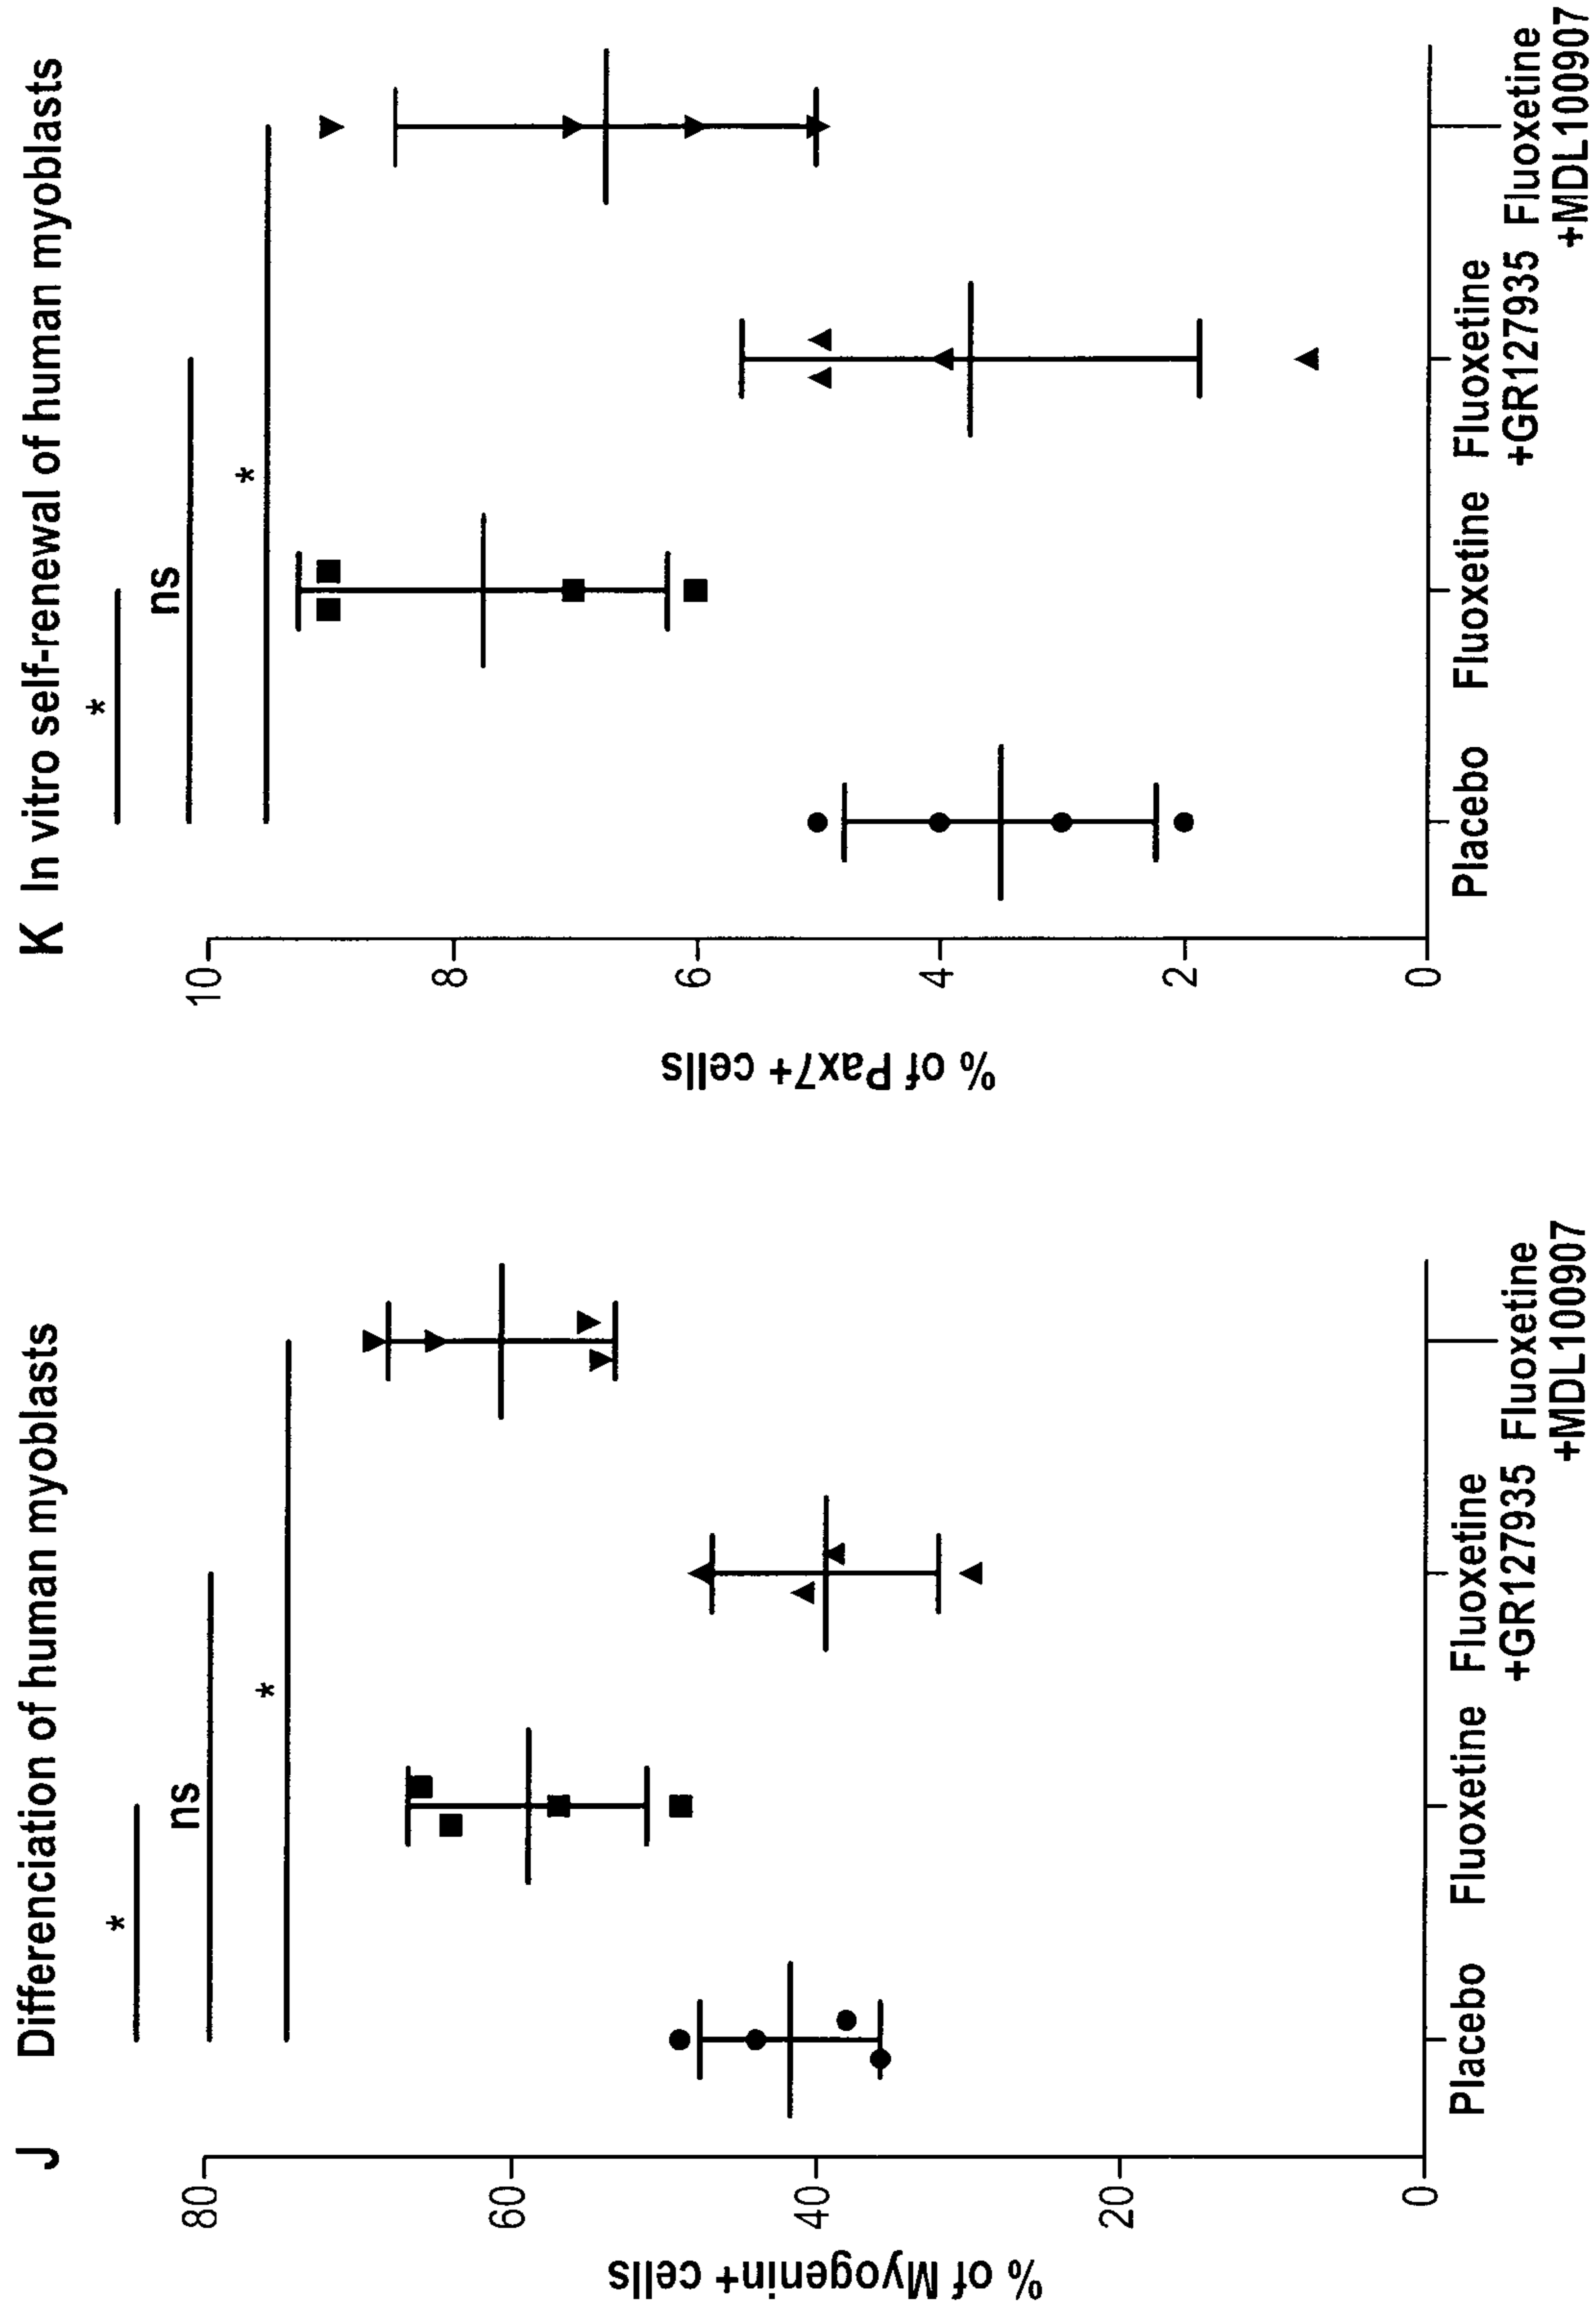 J Differenciation of human myoblasts
*
ns
*
80
60
40
20
0
% of Myogenin+ cells
Placebo
Fluoxetine
Fluoxetine
+GR127935
Fluoxetine
+MDL100907
K In vitro self-renewal of human myoblasts
*
ns
*
10
8
6
4
2
0
% of Pax7+ cells
Placebo
Fluoxetine
Fluoxetine
+GR127935
Fluoxetine
+MDL100907